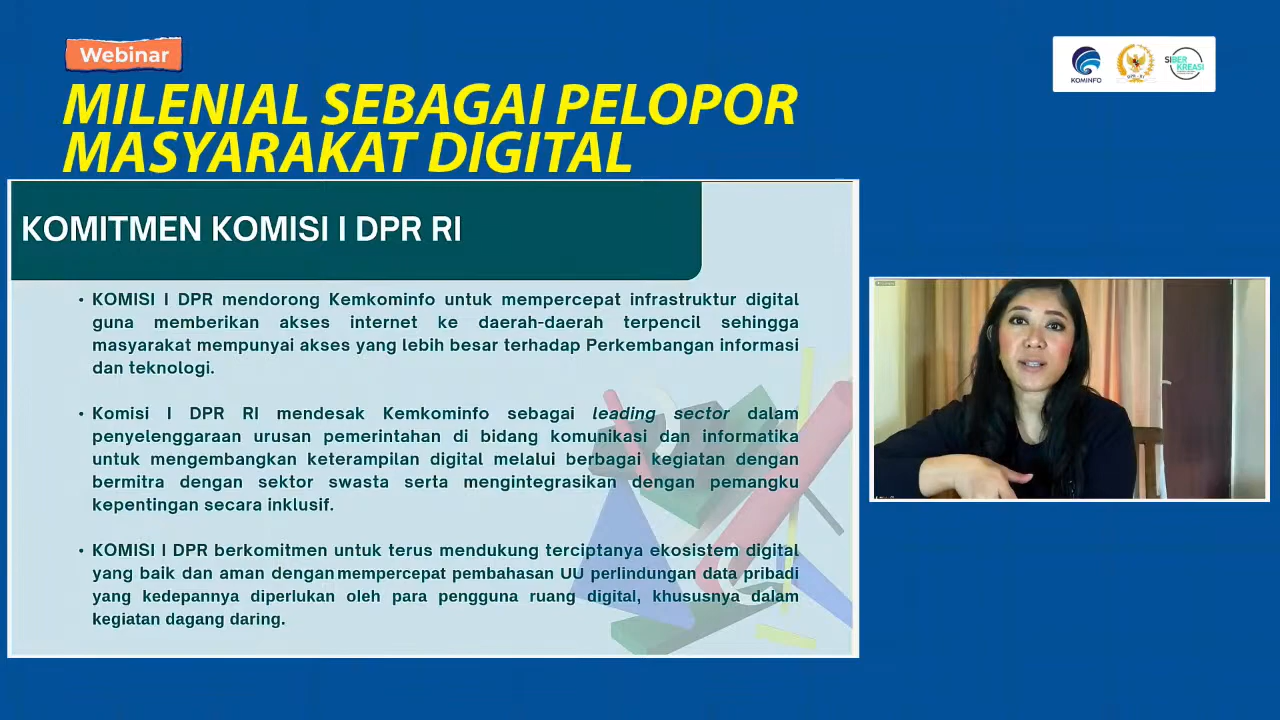 Webinar
MILENIAL SEBAGAI PELOPOR
MASYARAKAT DIGITAL
KOMINFO
DPR - RI
SIBER
KREASI
KOMITMEN KOMISI I DPR RI
• KOMISI I DPR mendorong Kemkominfo untuk mempercepat infrastruktur digital
guna memberikan akses internet ke daerah-daerah terpencil sehingga
masyarakat mempunyai akses yang lebih besar terhadap Perkembangan informasi
dan teknologi.
• Komisi I DPR RI mendesak Kemkominfo sebagai leading sector dalam
penyelenggaraan urusan pemerintahan di bidang komunikasi dan informatika
untuk mengembangkan keterampilan digital melalui berbagai kegiatan dengan
bermitra dengan sektor swasta serta mengintegrasikan dengan pemangku
kepentingan secara inklusif.
• KOMISI I DPR berkomitmen untuk terus mendukung terciptanya ekosistem digital
yang baik dan aman dengan mempercepat pembahasan UU perlindungan data pribadi
yang kedepannya diperlukan oleh para pengguna ruang digital, khususnya dalam
kegiatan dagang daring.